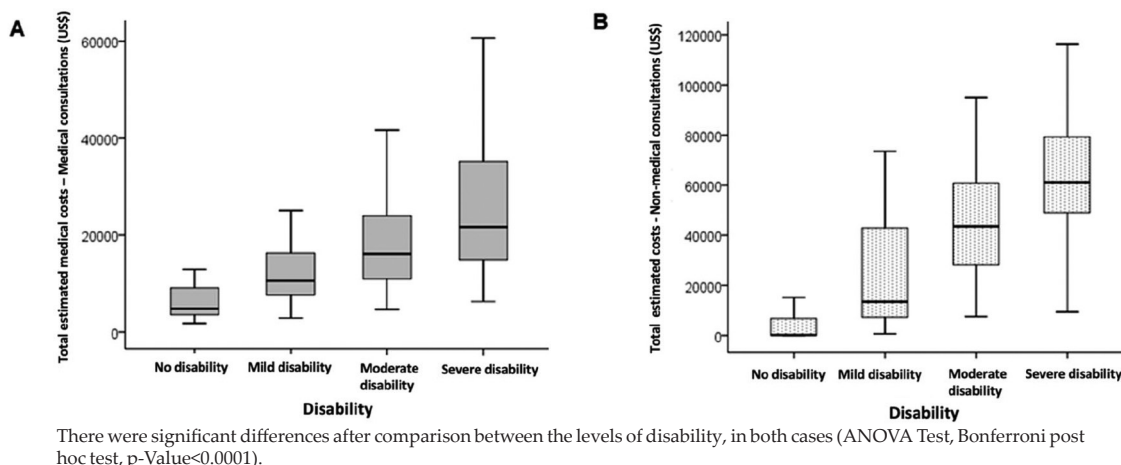 A
Total estimated medical costs – Medical consultations (US$)
60000
40000
20000
0
No disability
Mild disability
Moderate
disability
Severe disability
Disability
B
Total estimated costs - Non-medical consultations (US$)
120000
100000
80000
60000
40000
20000
0
No disability
Mild disability
Moderate
disability
Severe disability
Disability
There were significant differences after comparison between the levels of disability, in both cases (ANOVA Test, Bonferroni post
hoc test, p-Value<0.0001).